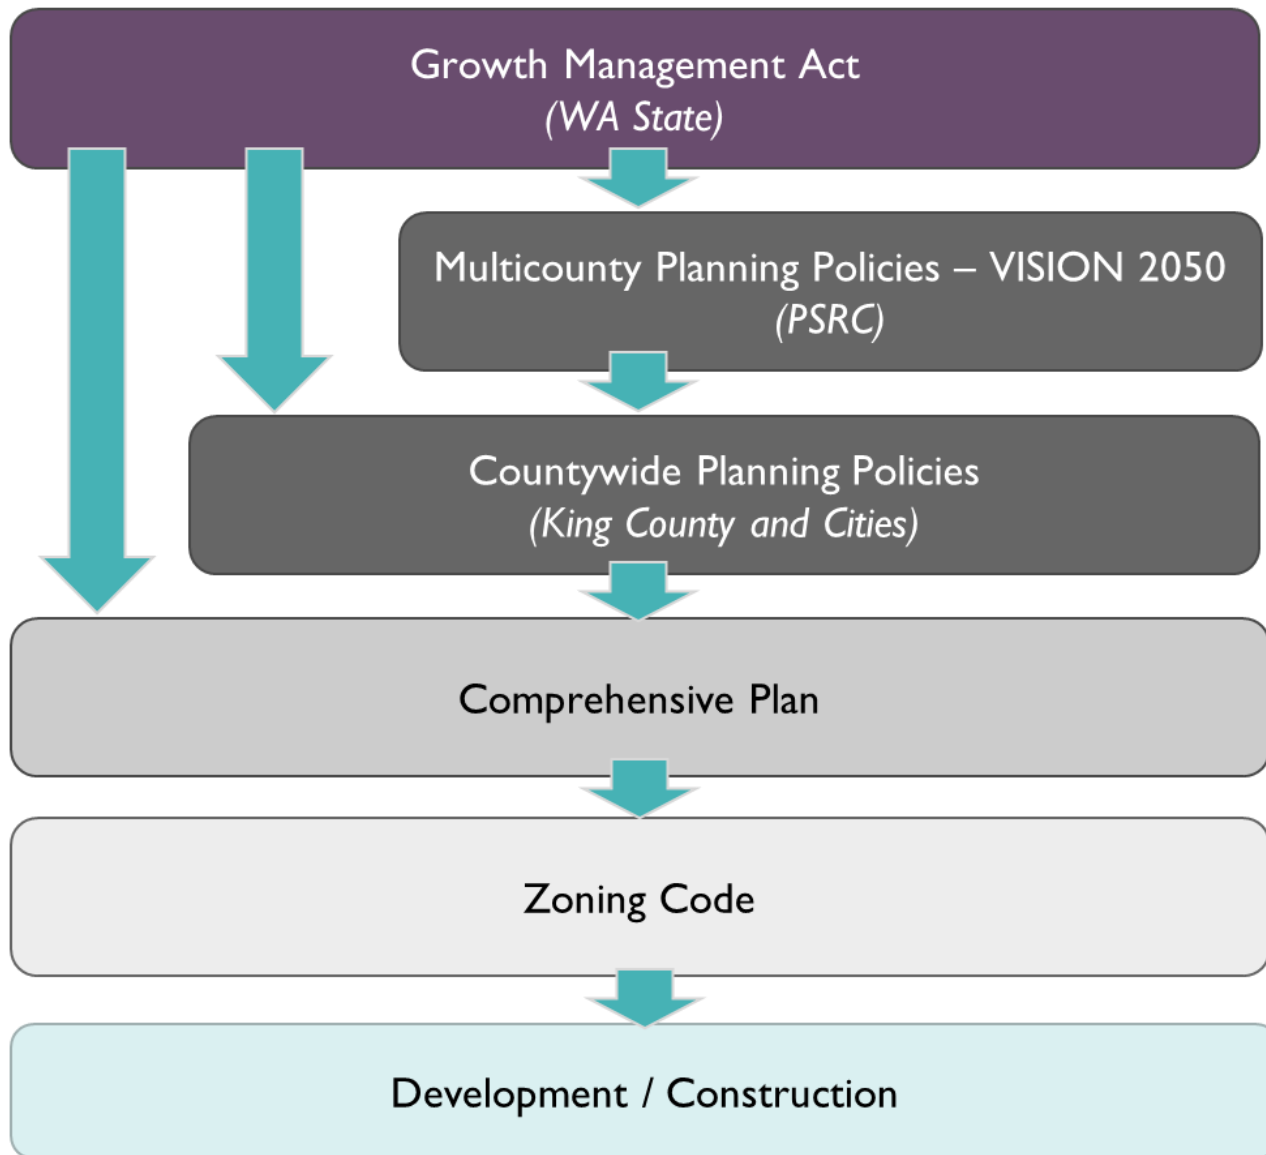 Growth Management Act
(WA State)
Multicounty Planning Policies – VISION 2050
(PSRC)
Countywide Planning Policies
(King County and Cities)
Comprehensive Plan
Zoning Code
Development / Construction